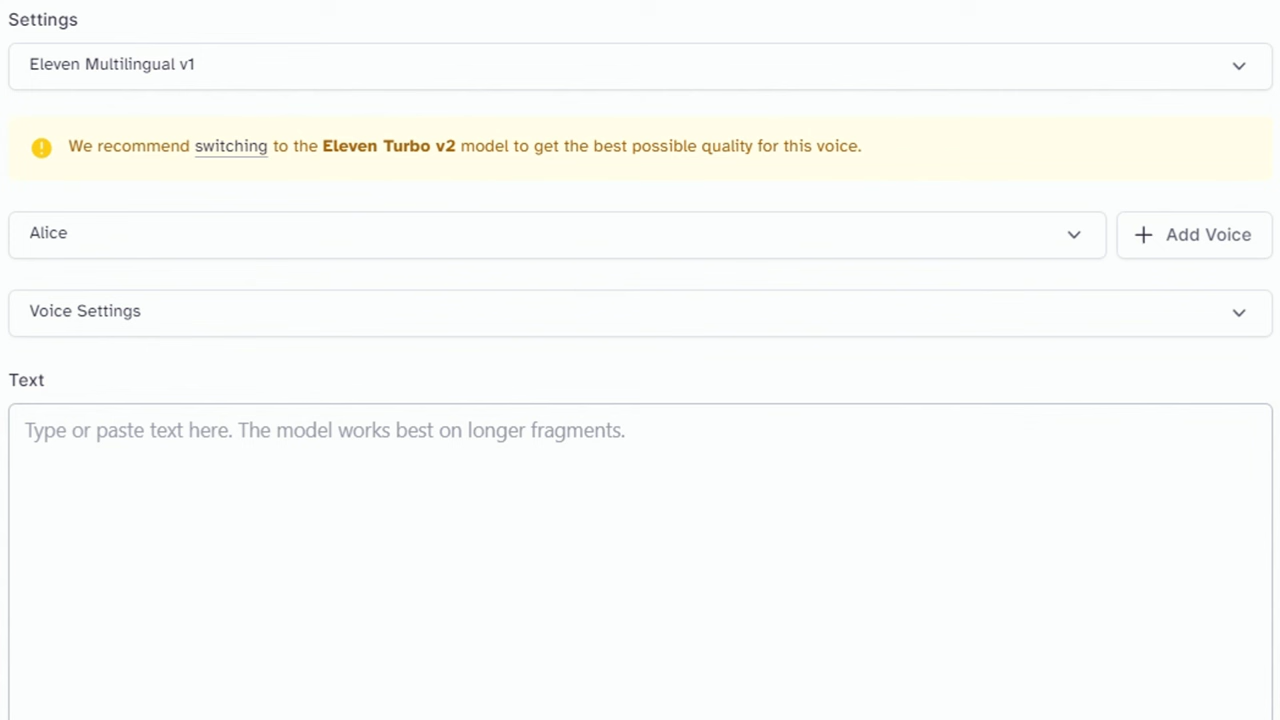 Settings
Eleven Multilingual v1
We recommend switching to the Eleven Turbo v2 model to get the best possible quality for this voice.
Alice
Add Voice
Voice Settings
Text
Type or paste text here. The model works best on longer fragments.